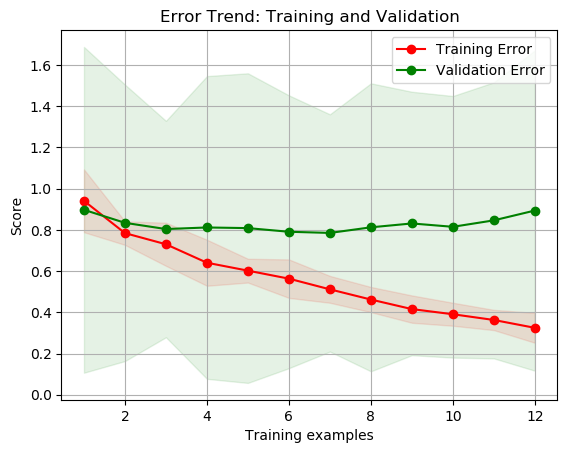 Error Trend: Training and Validation
Training Error
Validation Error
Score
1.6
1.4
1.2
1.0
0.8
0.6
0.4
0.2
0.0
2 4 6 8 10 12
Training examples